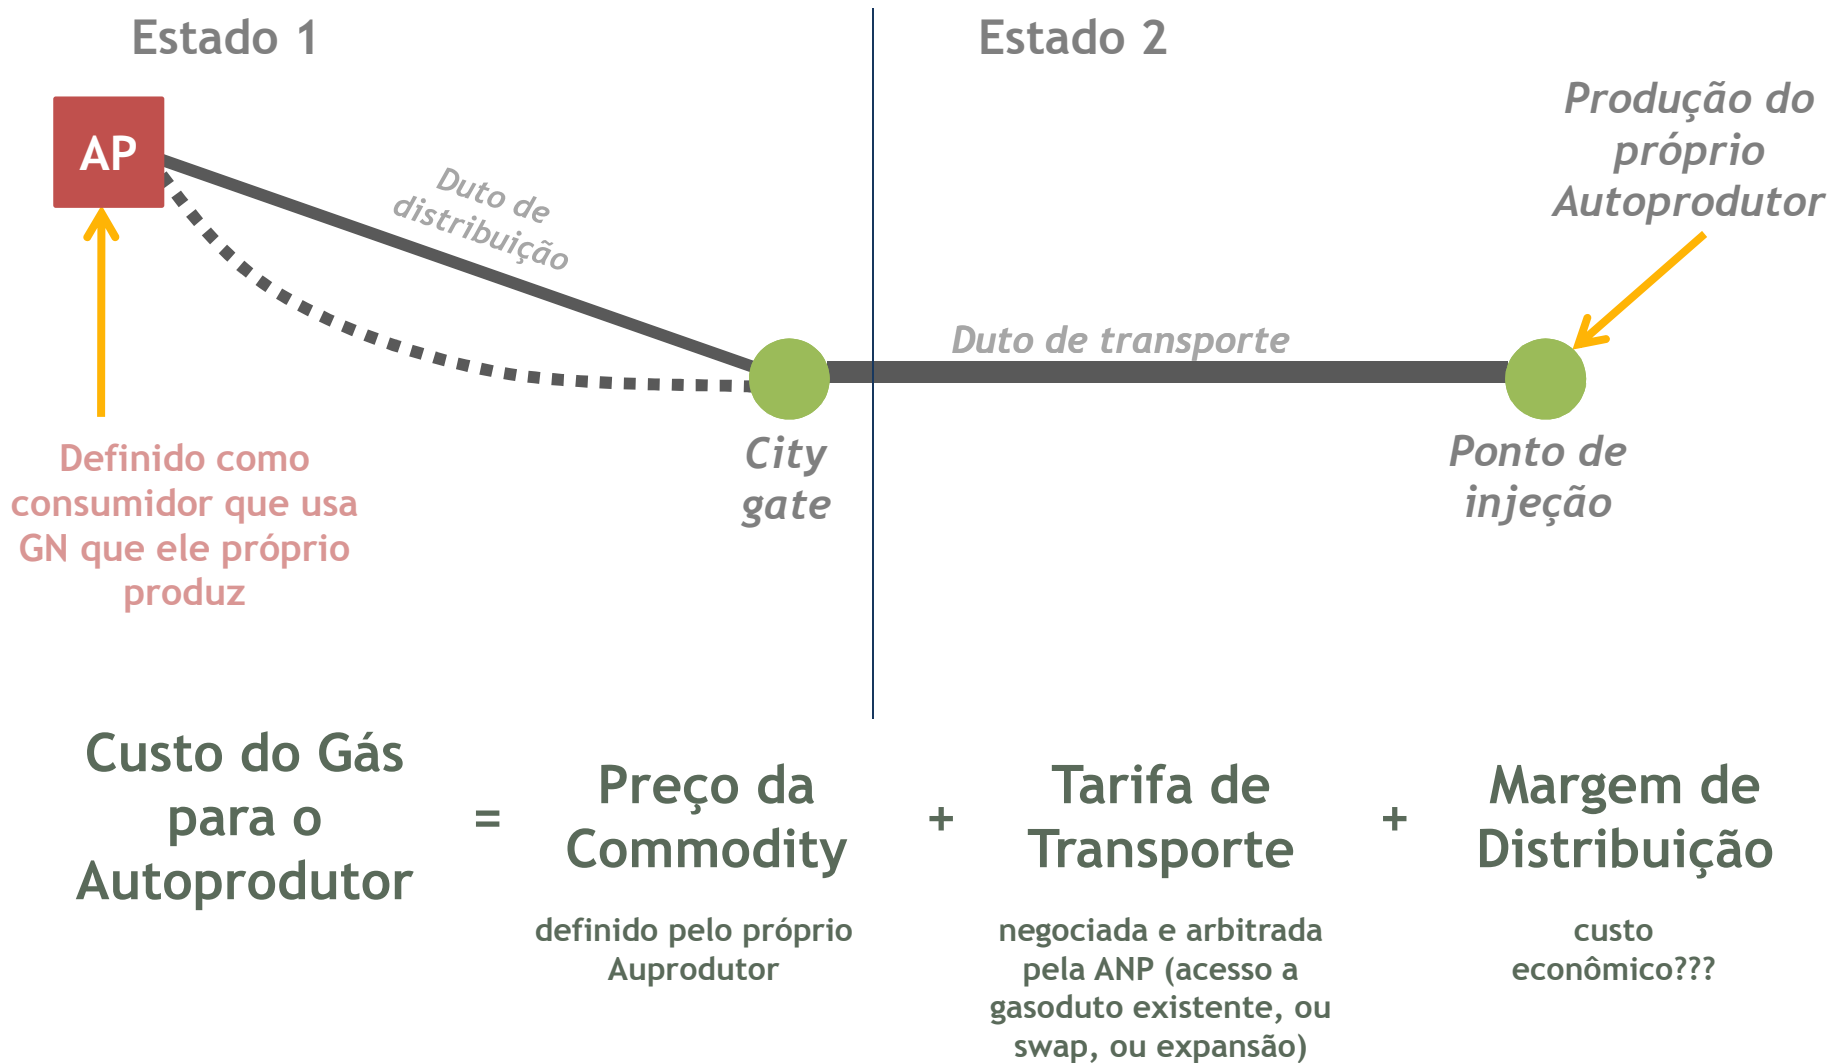 Estado 1
Estado 2
Produção do
próprio
Autoprodutor
AP
Duto de
distribuição
Duto de transporte
City
gate
Ponto de
injeção
Definido como
consumidor que usa
GN que ele próprio
produz
Custo do Gás
para o
Autoprodutor
=
Preço da
Commodity
definido pelo próprio
Auprodutor
+
Tarifa de
Transporte
negociada e arbitrada
pela ANP (acesso a
gasoduto existente, ou
swap, ou expansão)
+
Margem de
Distribuição
custo
econômico???